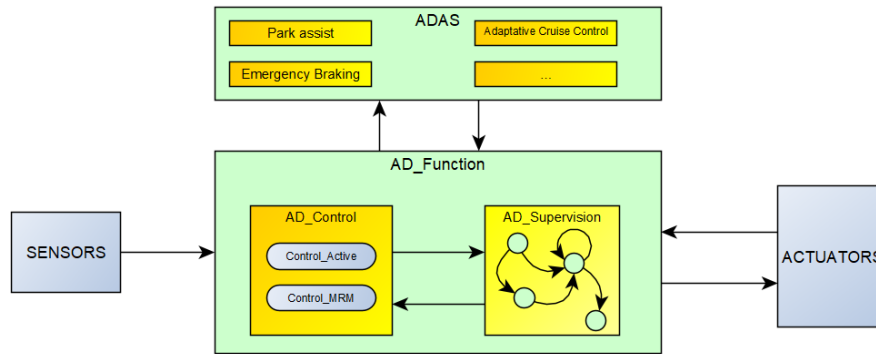 ADAS
Park assist
Adaptative Cruise Control
Emergency Braking
...
AD_Function
AD_Control
AD_Supervision
SENSORS
Control_Active
ACTUATORS
Control_MRM